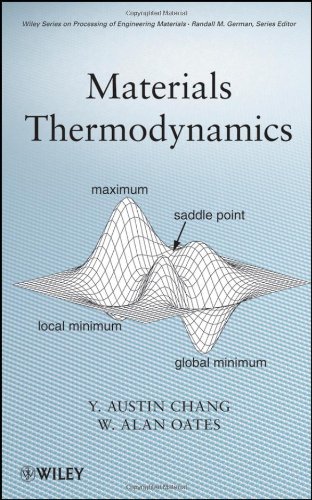 Wiley Series on Processing of Engineering Materials • Randall M. German, Series Editor
Materials
Thermodynamics
maximum
saddle point
local minimum
global minimum
Y. AUSTIN CHANG
W. ALAN OATES
WILEY